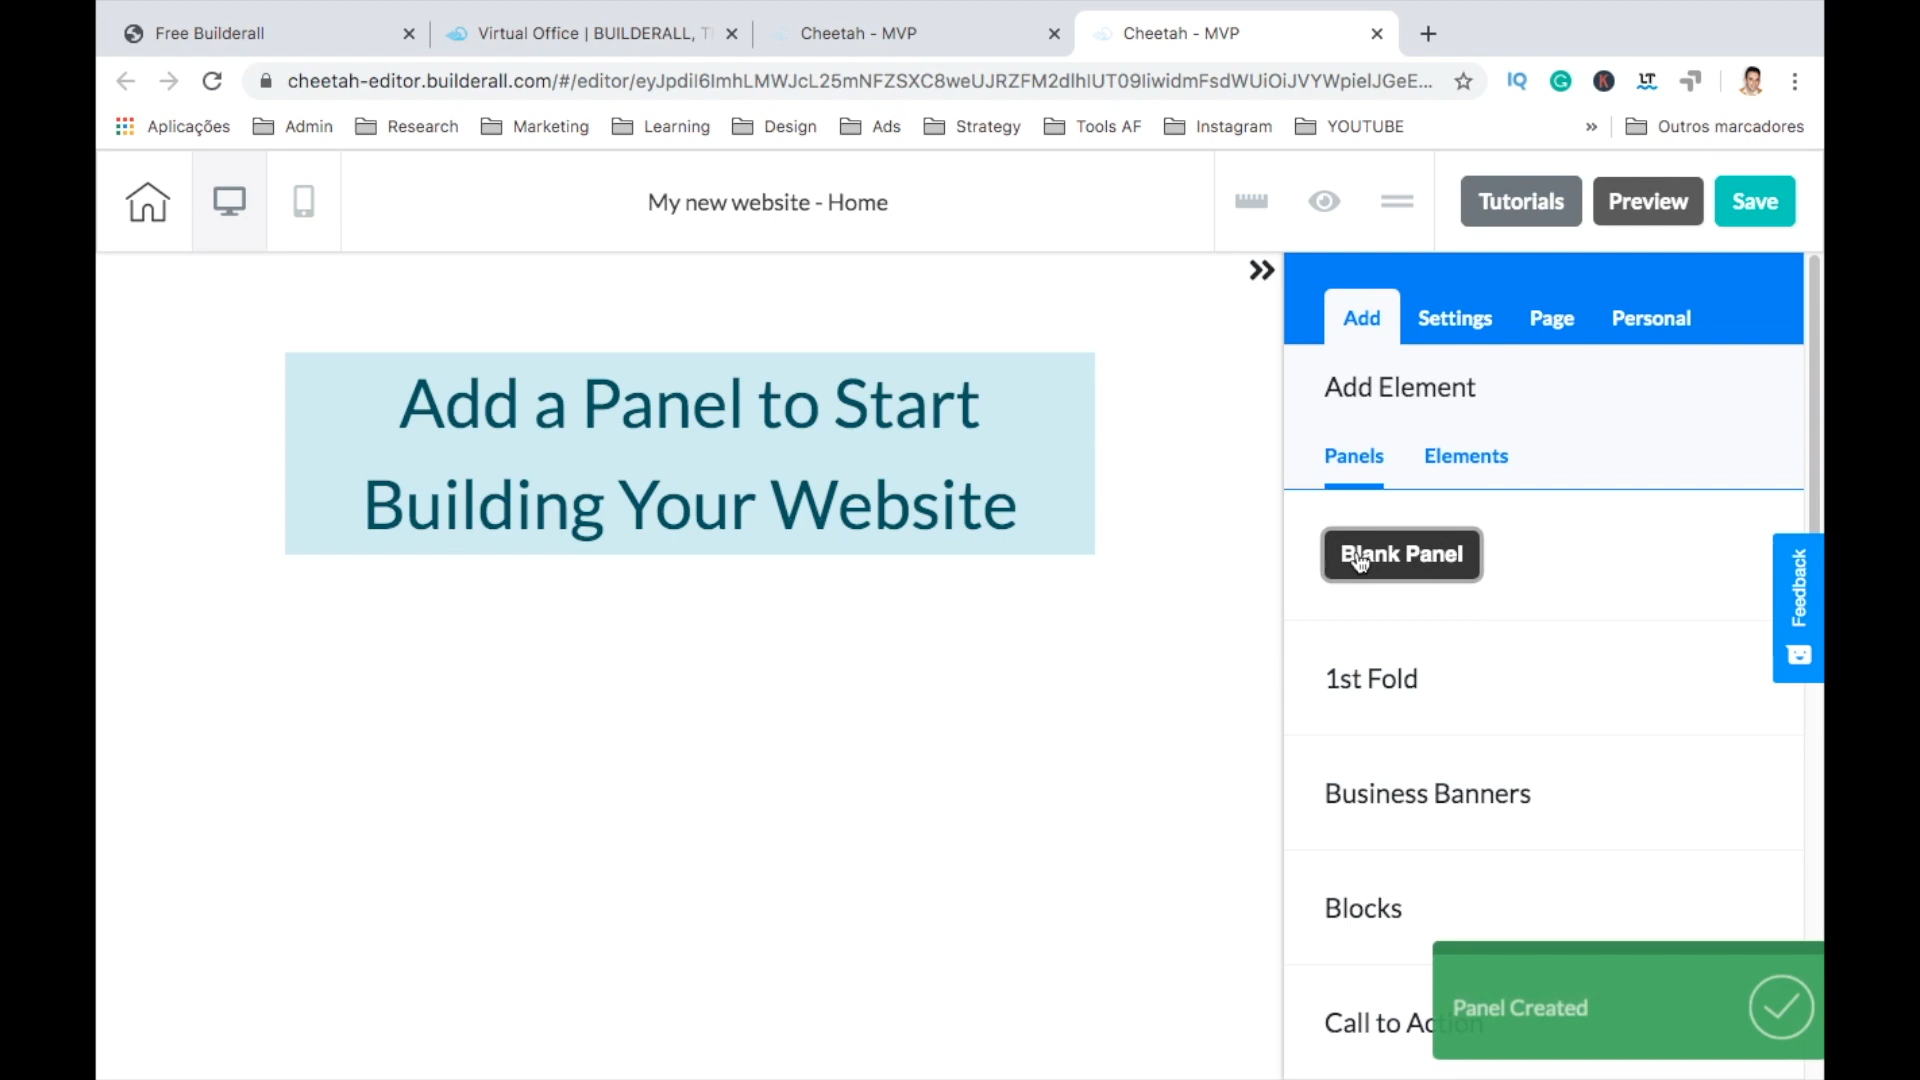 Free Builderall
Virtual Office | BUILDERALL, T
Cheetah - MVP
Cheetah - MVP
cheetah-editor.builderall.com/#/editor/eyJpdiI6ImhLMWJcL25mNFZSXC8weUJRZFM2dlhlUT09IiwidmFsdWUiOiJVYWpielJGeE...
IQ
G
K
LT
Aplicações
Admin
Research
Marketing
Learning
Design
Ads
Strategy
Tools AF
Instagram
YOUTUBE
»
Outros marcadores
My new website - Home
Tutorials
Preview
Save
Add
Settings
Page
Personal
Add a Panel to Start
Building Your Website
Add Element
Panels
Elements
Blank Panel
Feedback
1st Fold
Business Banners
Blocks
Call to Action
Panel Created